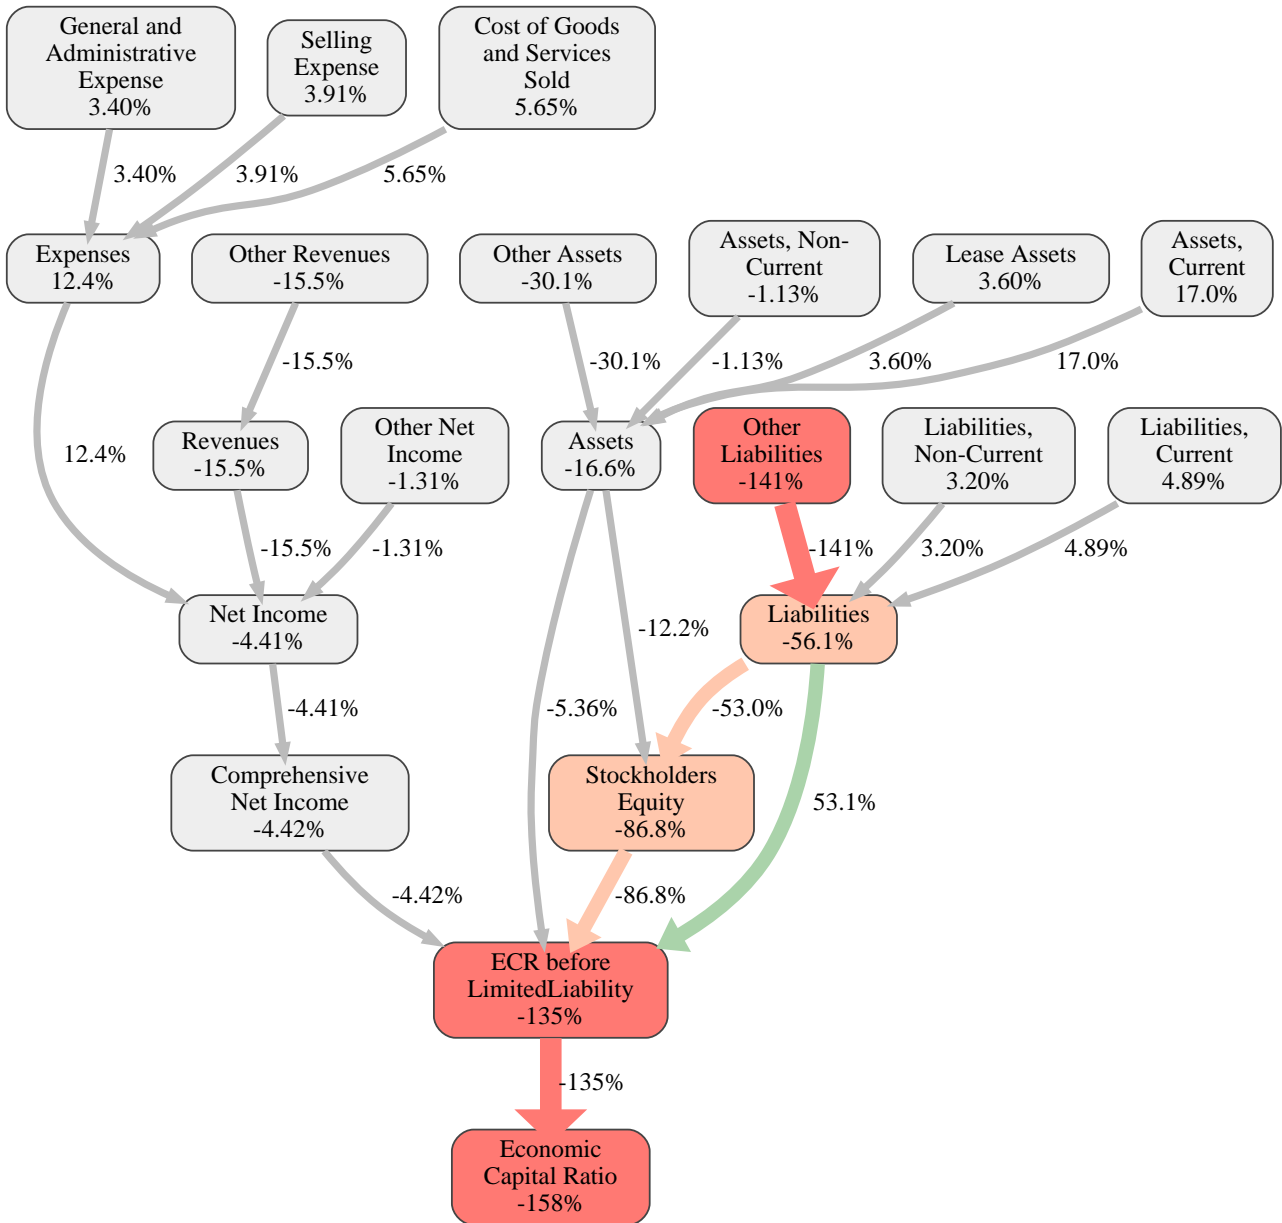 General and
Administrative
Expense
3.40%
Selling
Expense
3.91%
Cost of Goods
and Services
Sold
5.65%
3.40%
3.91%
5.65%
Expenses
12.4%
Other Revenues
-15.5%
Other Assets
-30.1%
Assets, Non-
Current
-1.13%
Lease Assets
3.60%
Assets,
Current
17.0%
-15.5%
-30.1%
-1.13%
3.60%
17.0%
12.4%
Revenues
-15.5%
Other Net
Income
-1.31%
Assets
-16.6%
Other
Liabilities
-141%
Liabilities,
Non-Current
3.20%
Liabilities,
Current
4.89%
-15.5%
-1.31%
-141%
3.20%
4.89%
Net Income
-4.41%
-12.2%
Liabilities
-56.1%
-4.41%
-5.36%
-53.0%
Comprehensive
Net Income
-4.42%
Stockholders
Equity
-86.8%
53.1%
-4.42%
-86.8%
ECR before
LimitedLiability
-135%
-135%
Economic
Capital Ratio
-158%